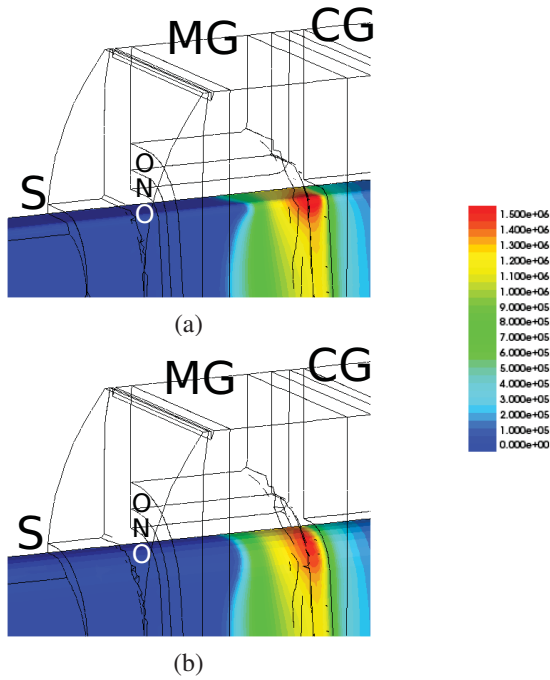 MG CG
O
N
S
O
(a)
1.500e+06
1.400e+06
1.300e+06
1.200e+06
1.100e+06
1.000e+06
9.000e+05
8.000e+05
7.000e+05
6.000e+05
5.000e+05
4.000e+05
3.000e+05
2.000e+05
1.000e+05
0.000e+00
MG CG
O
N
S
O
(b)